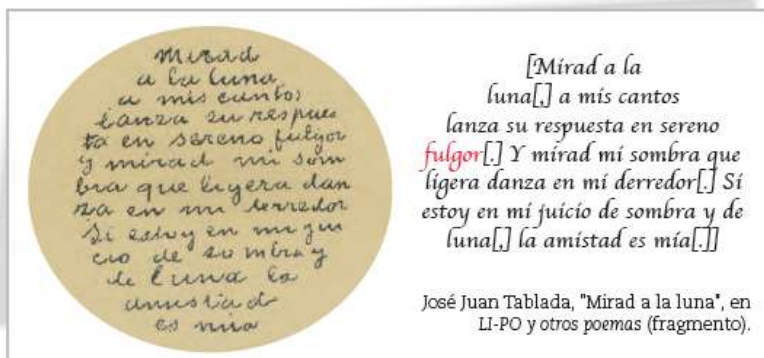 Mirad
a la luna
a mis cantos
lanza su respues
ta en sereno fulgor
y mirad mi som
bra que ligera dan
za en mi derredor
Si estoy en mi jui
cio de sombra y
de luna la
amistad
es mia
[Mirad a la
luna[,] a mis cantos
lanza su respuesta en sereno
fulgor[.] Y mirad mi sombra que
ligera danza en mi derredor[.] Si
estoy en mi juicio de sombra y de
luna[,] la amistad es mía[.]]
José Juan Tablada, "Mirad a la luna", en
LI-PO y otros poemas (fragmento).